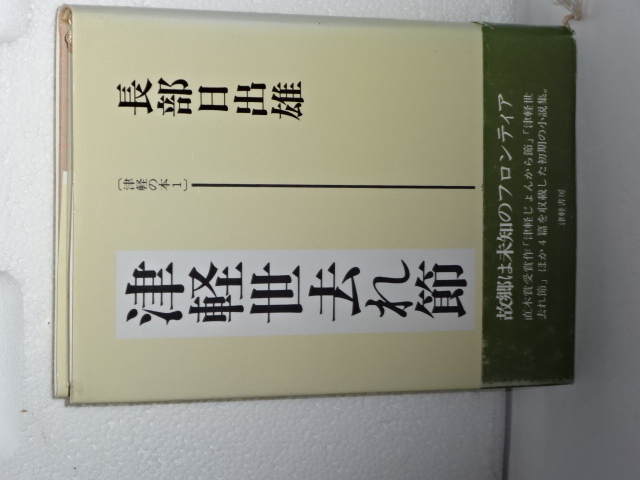 長部日出雄
〔津軽の本1〕
津軽世去れ節
故郷は未知のフロンティア
直木賞受賞作「津軽じょんから節」「津軽世
去れ節」ほか4篇を収載した初期の小説集。
津軽書房